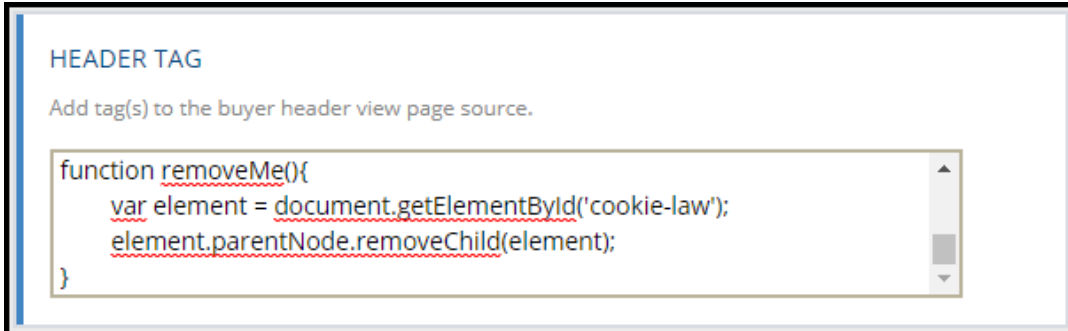 HEADER TAG
Add tag(s) to the buyer header view page source.
function removeMe(){
var element = document.getElementById('cookie-law');
element.parentNode.removeChild(element);
}